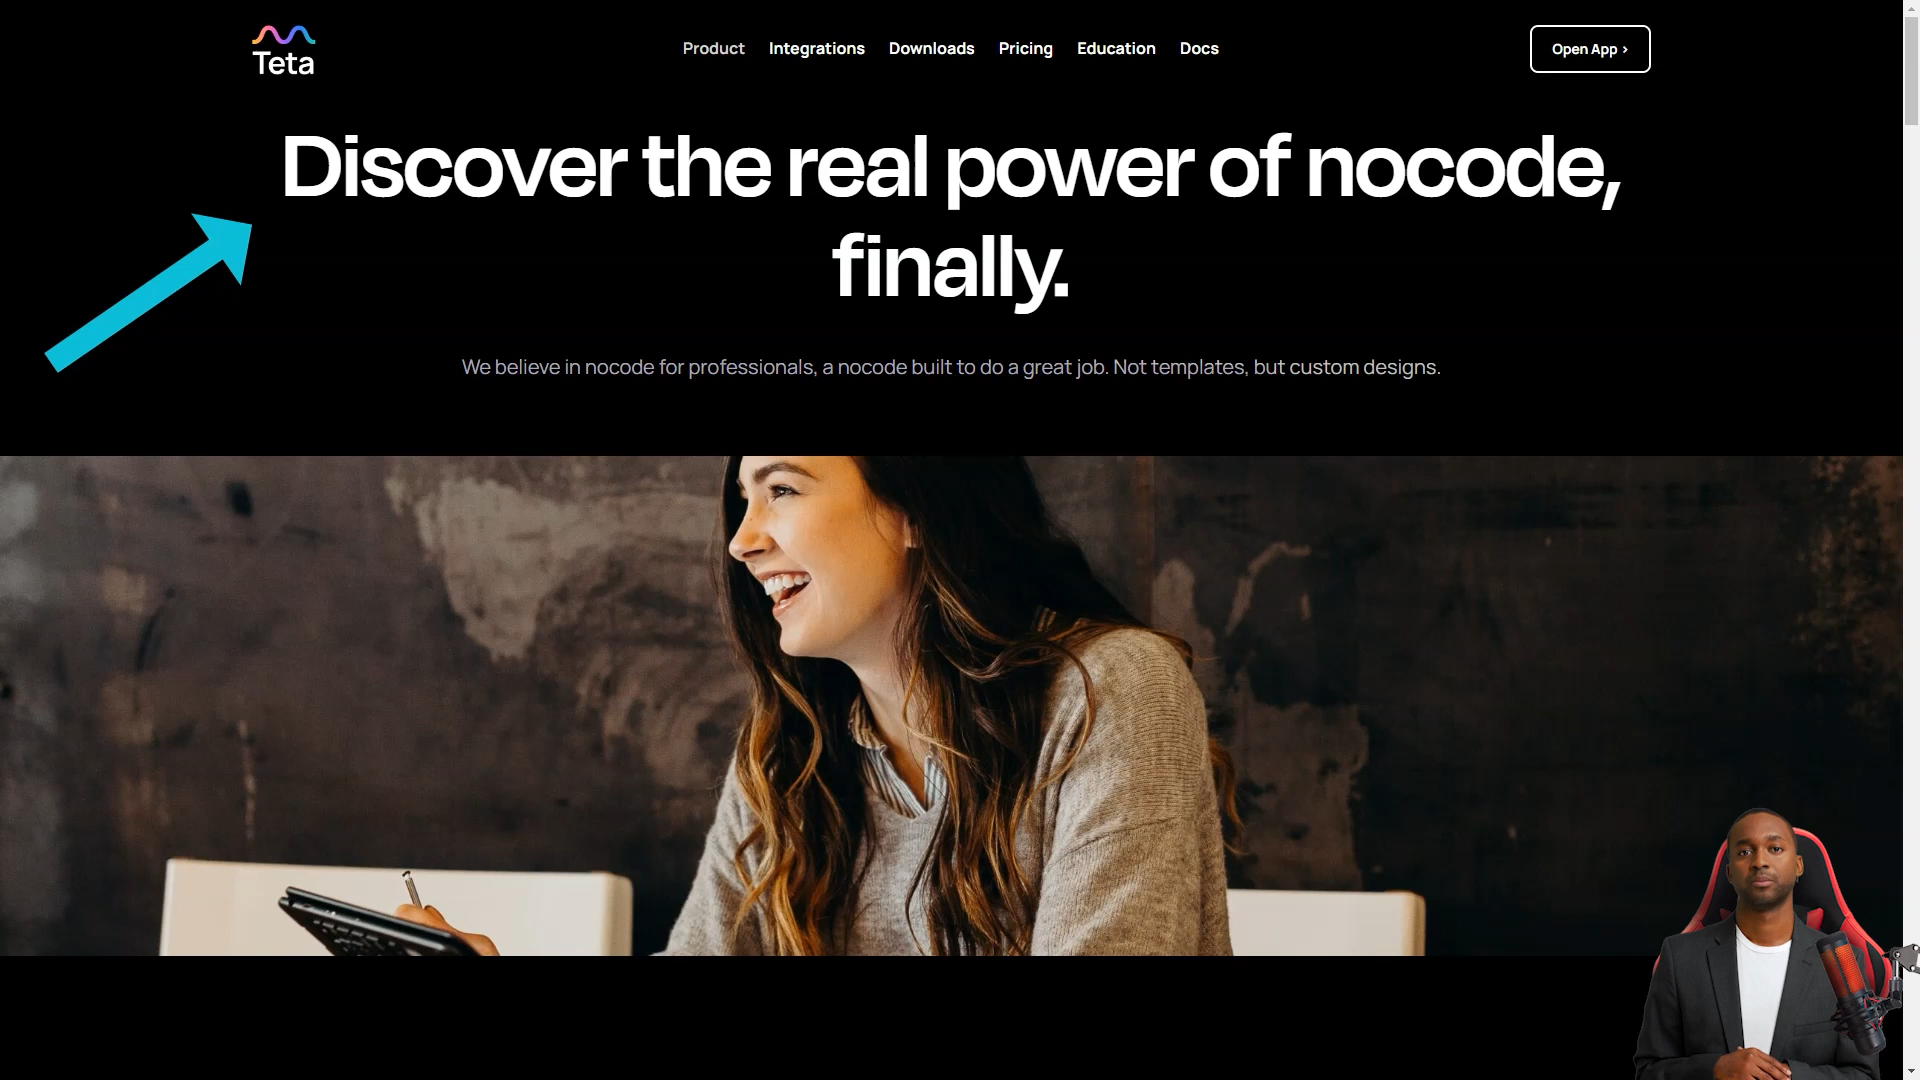 Teta
Product Integrations Downloads Pricing Education Docs
Open App ›
Discover the real power of nocode,
finally.
We believe in nocode for professionals, a nocode built to do a great job. Not templates, but custom designs.